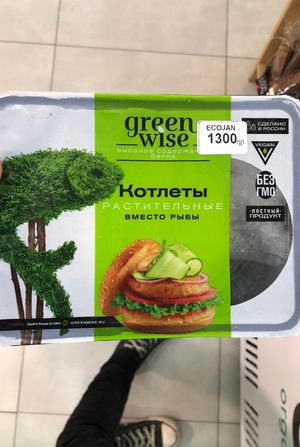 green
wise
высокое содержание
белка
ECOJAN
1300др
СДЕЛАНО
В РОССИИ
VEGAN
БЕЗ
ГМО
ПОСТНЫЙ
ПРОДУКТ
Котлеты
РАСТИТЕЛЬНЫЕ
ВМЕСТО РЫБЫ
GREENWISE.RU